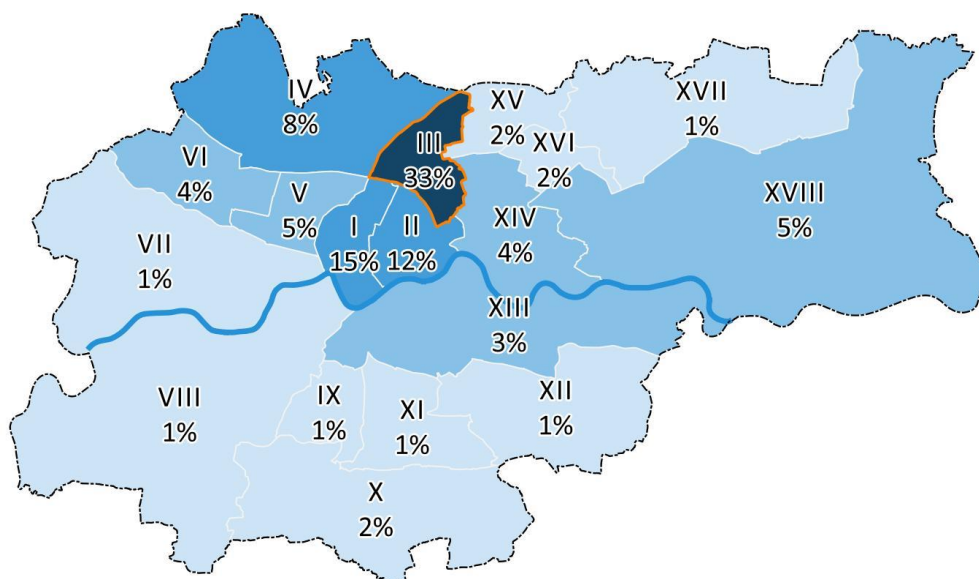 IV
8%
XV
2%
XVII
1%
III
33%
VI
4%
XVI
2%
V
5%
XVIII
5%
I
15%
II
12%
XIV
4%
VII
1%
XIII
3%
VIII
1%
IX
1%
XI
1%
XII
1%
X
2%